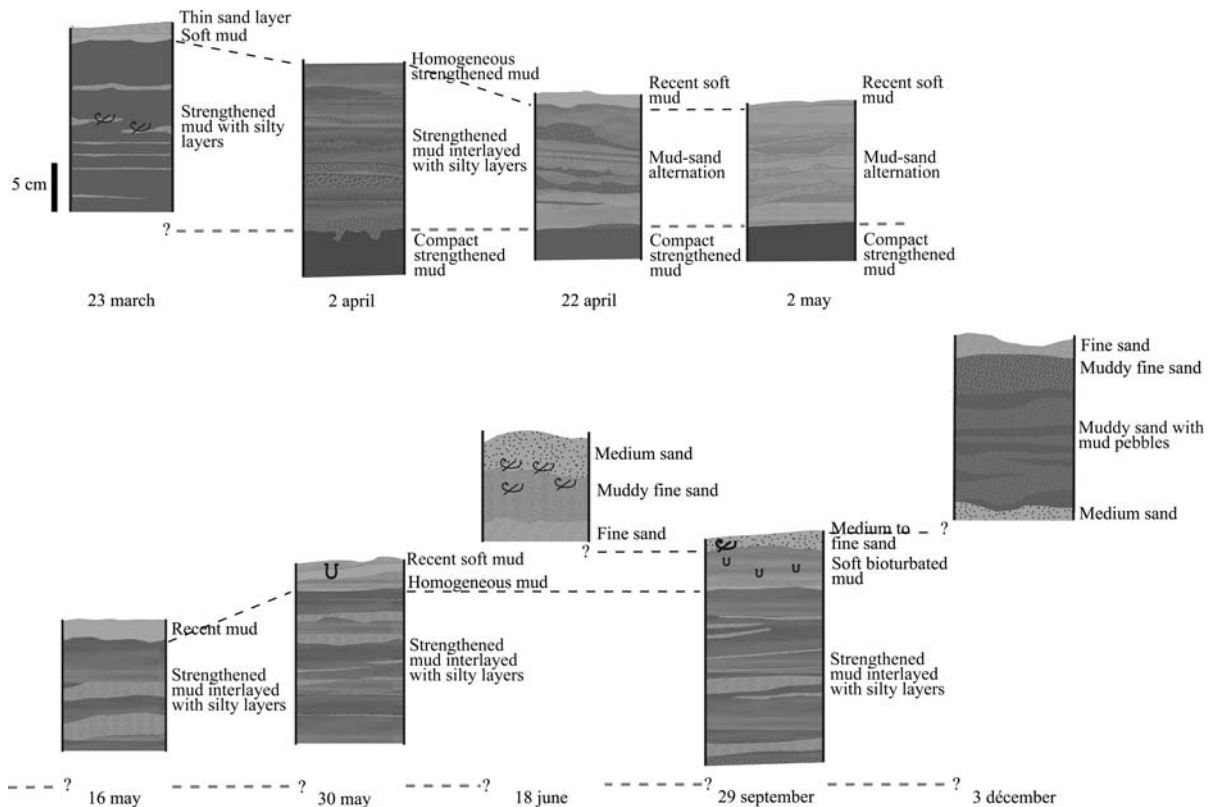 Thin sand layer
Soft mud
Strengthened
mud with silty
layers
5 cm
?
23 march
Homogeneous
strengthened mud
Strengthened
mud interlayed
with silty layers
Compact
strengthened
mud
2 april
Recent soft
mud
Mud-sand
alternation
Compact
strengthened
mud
22 april
Recent soft
mud
Mud-sand
alternation
Compact
strengthened
mud
2 may
Recent mud
Strengthened
mud interlayed
with silty layers
?
16 may
Recent soft mud
Homogeneous mud
Strengthened
mud interlayed
with silty layers
?
30 may
Medium sand
Muddy fine sand
Fine sand
?
?
18 june
Medium to
fine sand
Soft bioturbated
mud
Strengthened
mud interlayed
with silty layers
?
29 september
Fine sand
Muddy fine sand
Muddy sand with
mud pebbles
Medium sand
?
?
3 décember